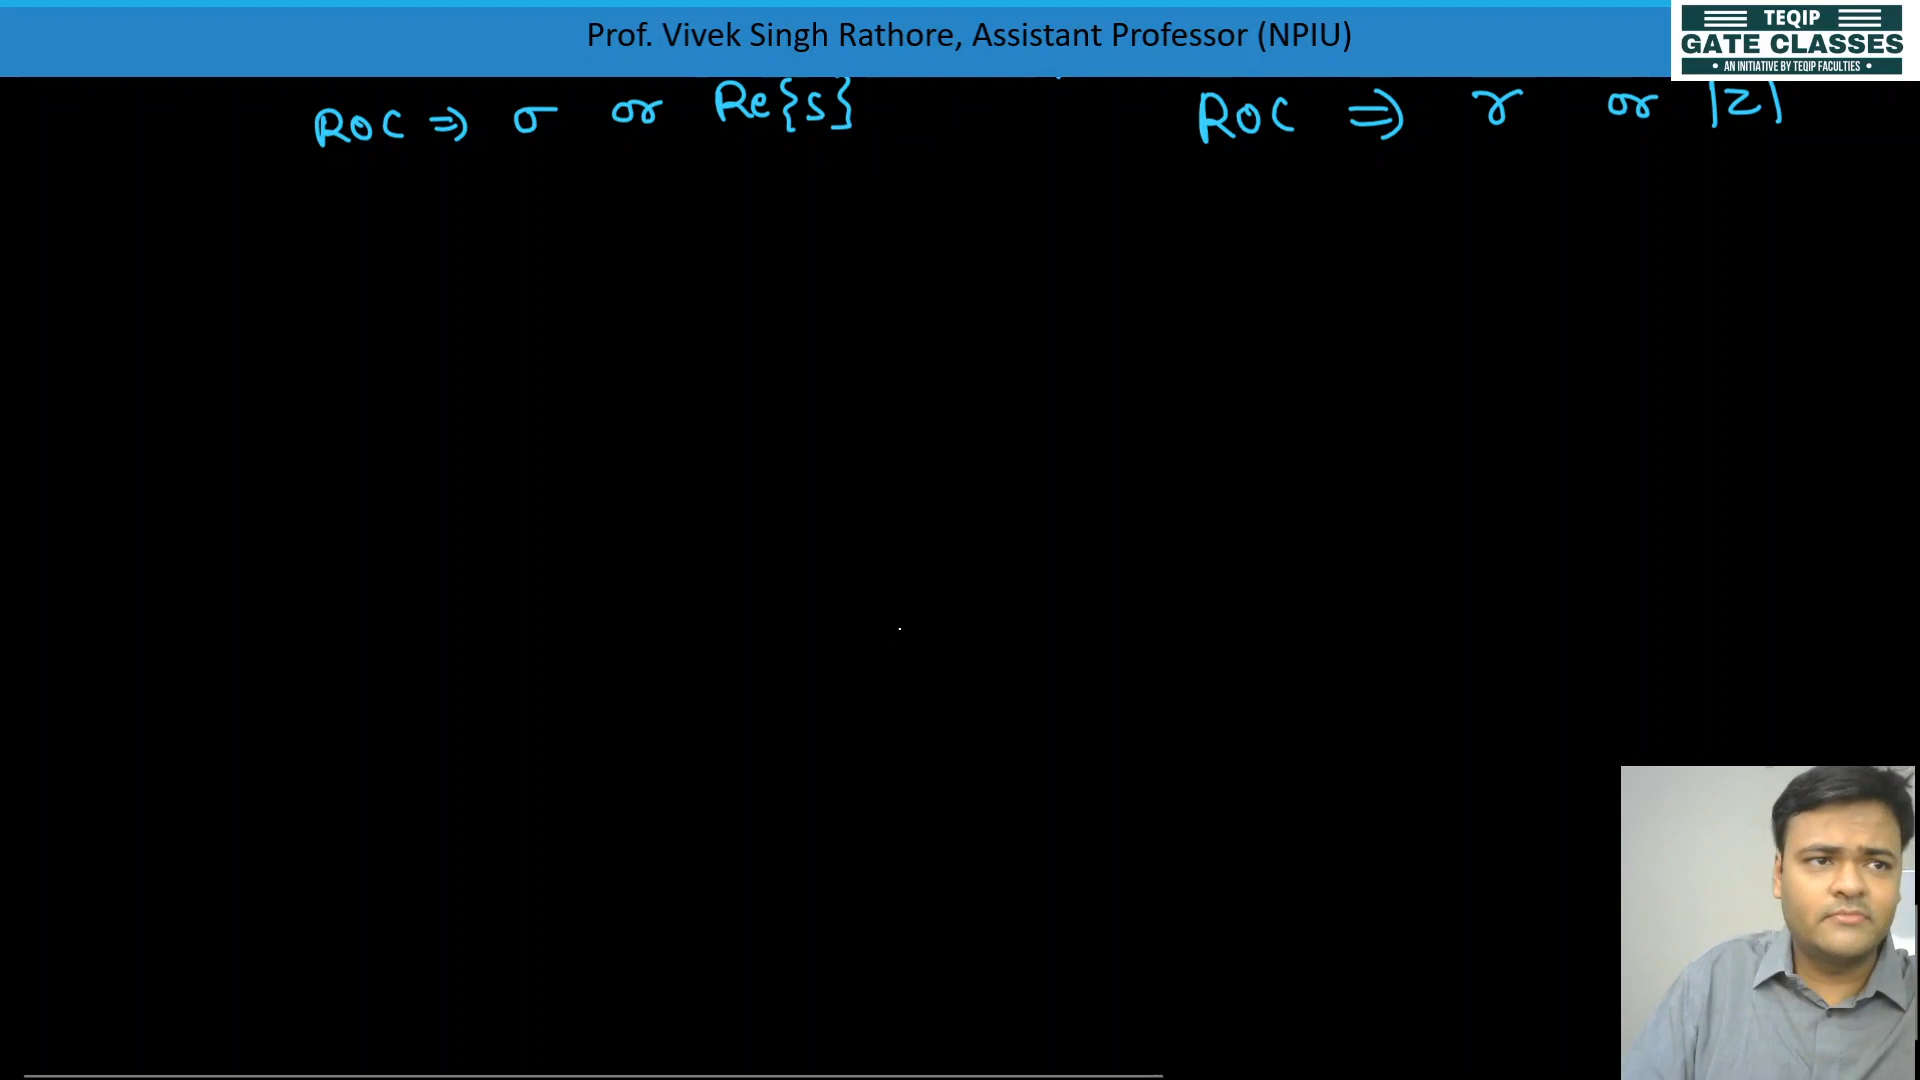 Prof. Vivek Singh Rathore, Assistant Professor (NPIU)
TEQIP
GATE CLASSES
• AN INITIATIVE BY TEQIP FACULTIES •
ROC ⇒ σ or Re{s}
ROC ⇒ r or |z|